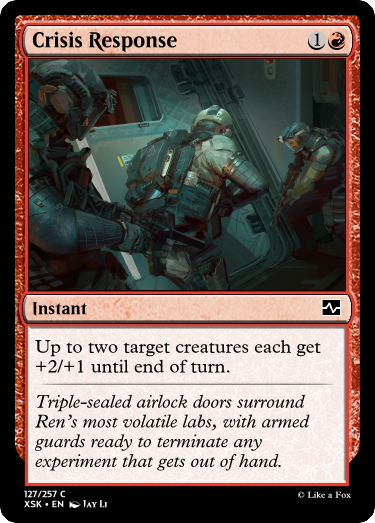 Crisis Response 1
Instant
Up to two target creatures each get
+2/+1 until end of turn.
Triple-sealed airlock doors surround
Ren's most volatile labs, with armed
guards ready to terminate any
experiment that gets out of hand.
127/257 C
XSK • EN Jay Li
© Like a Fox